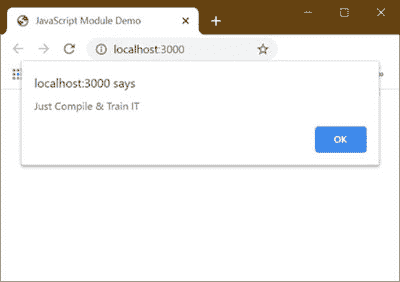 JavaScript Module Demo
localhost:3000
localhost:3000 says
Just Compile & Train IT
OK